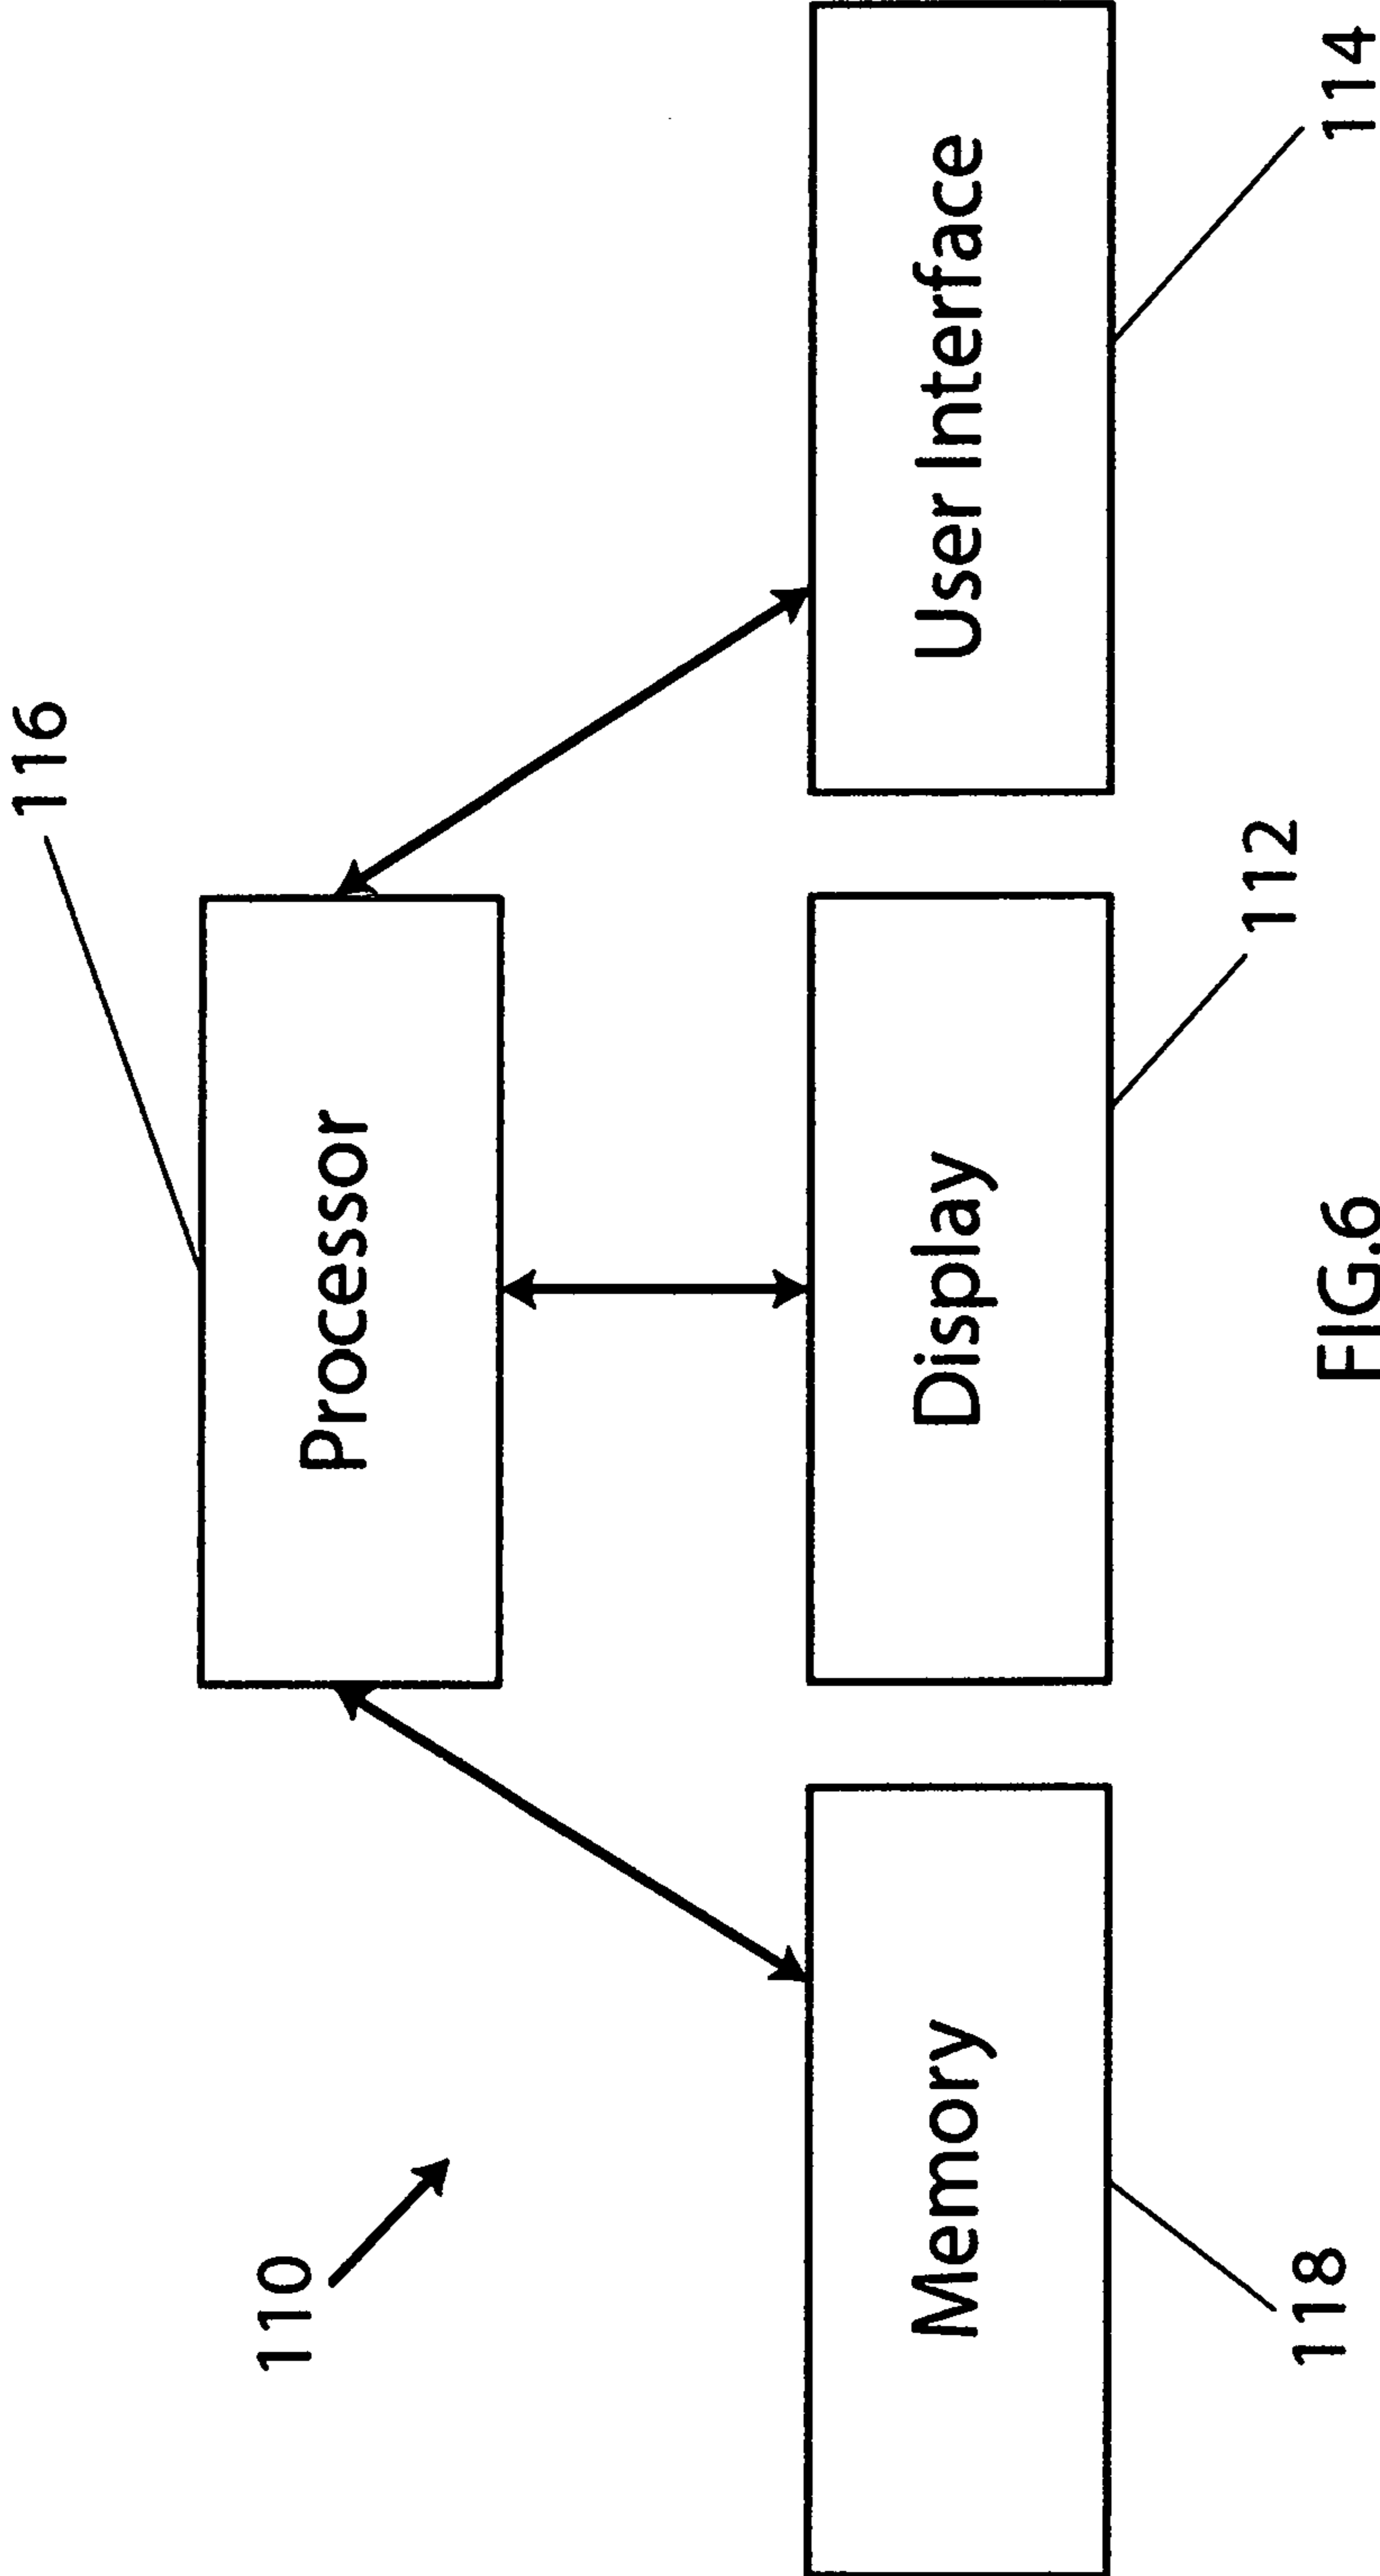 116
110
Processor
Memory
Display
User Interface
118
112
114
FIG.6